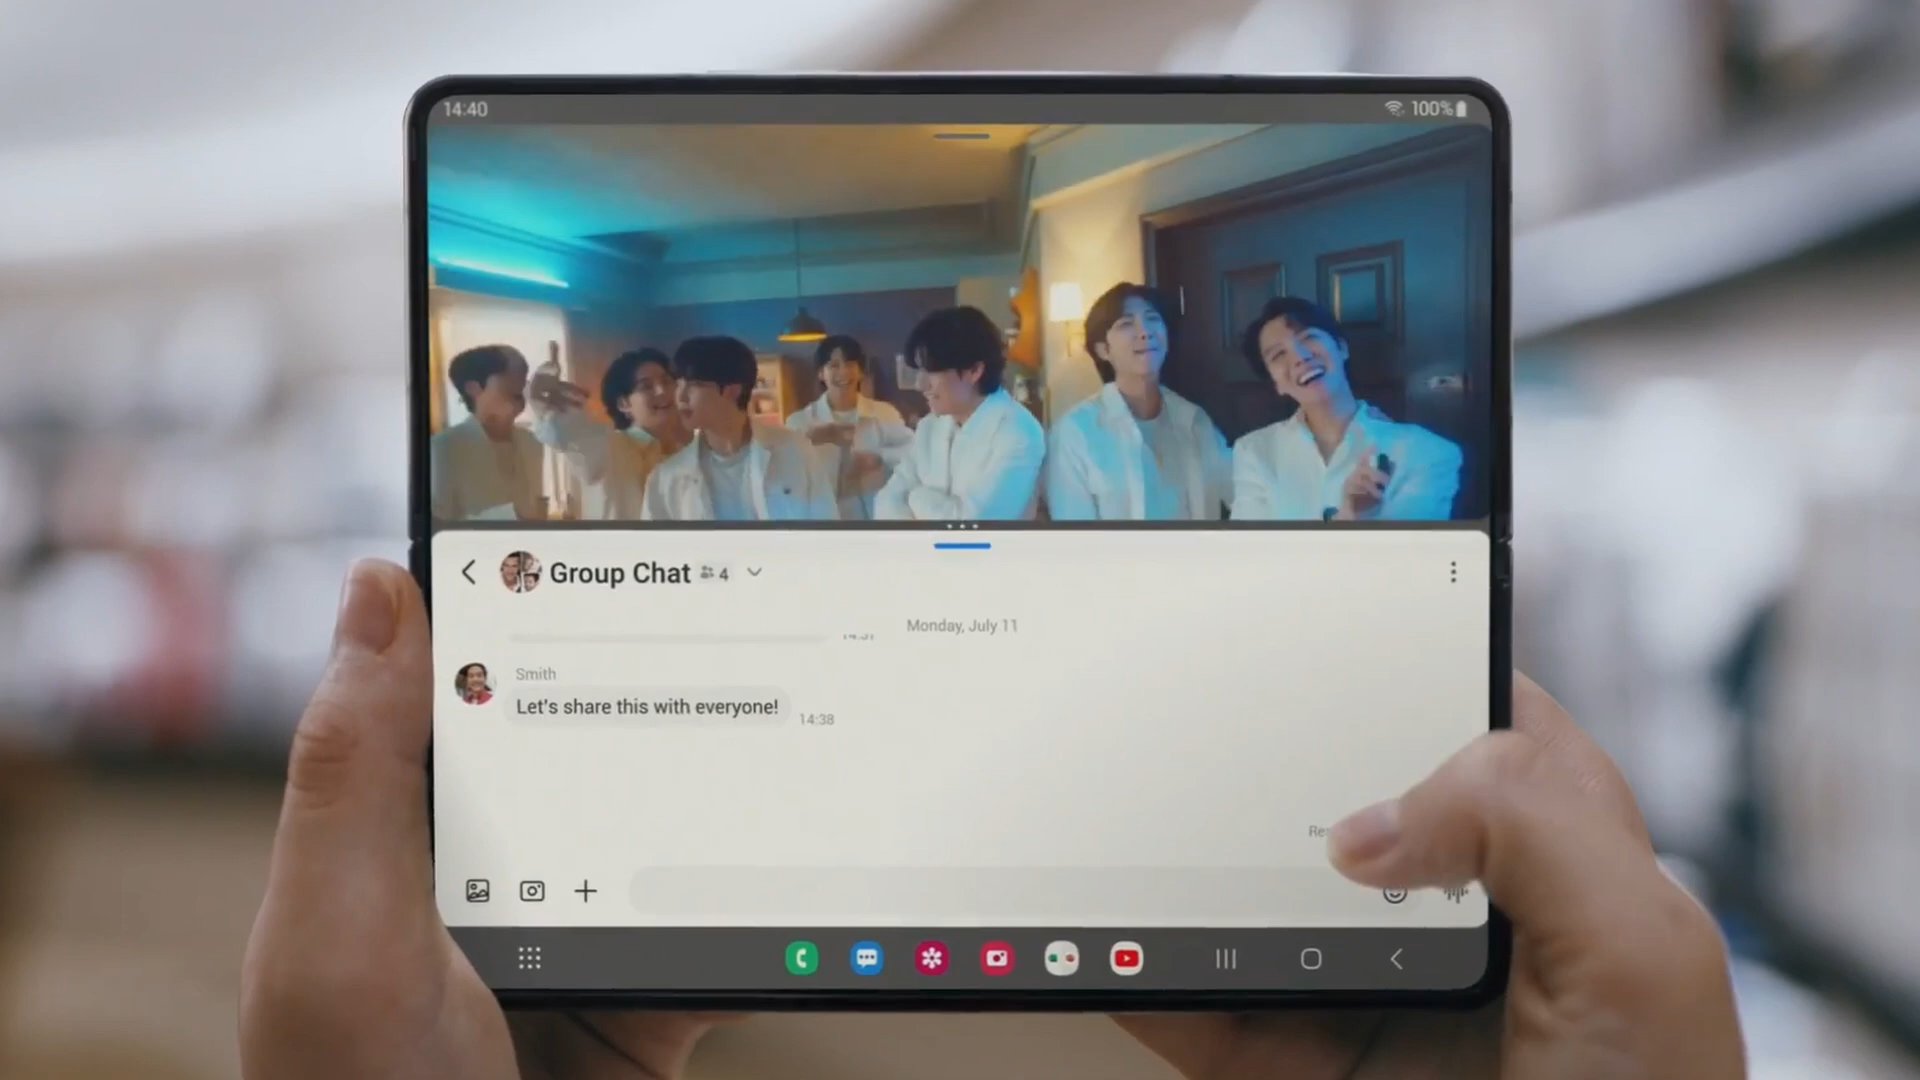 14:40
100%
Group Chat 4
Monday, July 11
Smith
Let's share this with everyone!
14:38